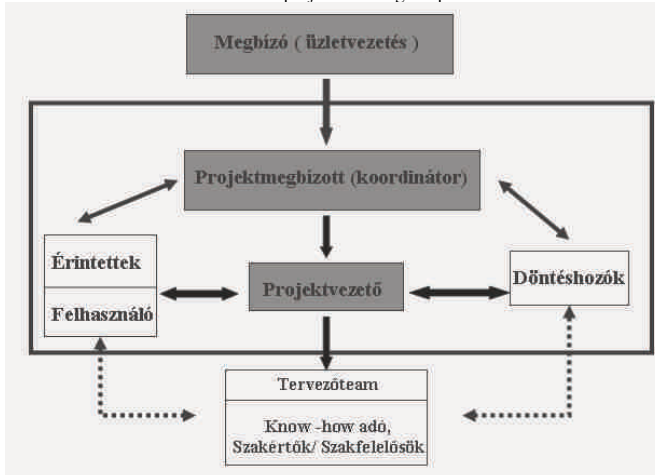 Megbízó ( üzletvezetés )
Projektmegbízott (koordinátor)
Érintettek
Felhasználó
Projektvezető
Döntéshozók
Tervezőteam
Know -how adó,
Szakértők/ Szakfelelősök